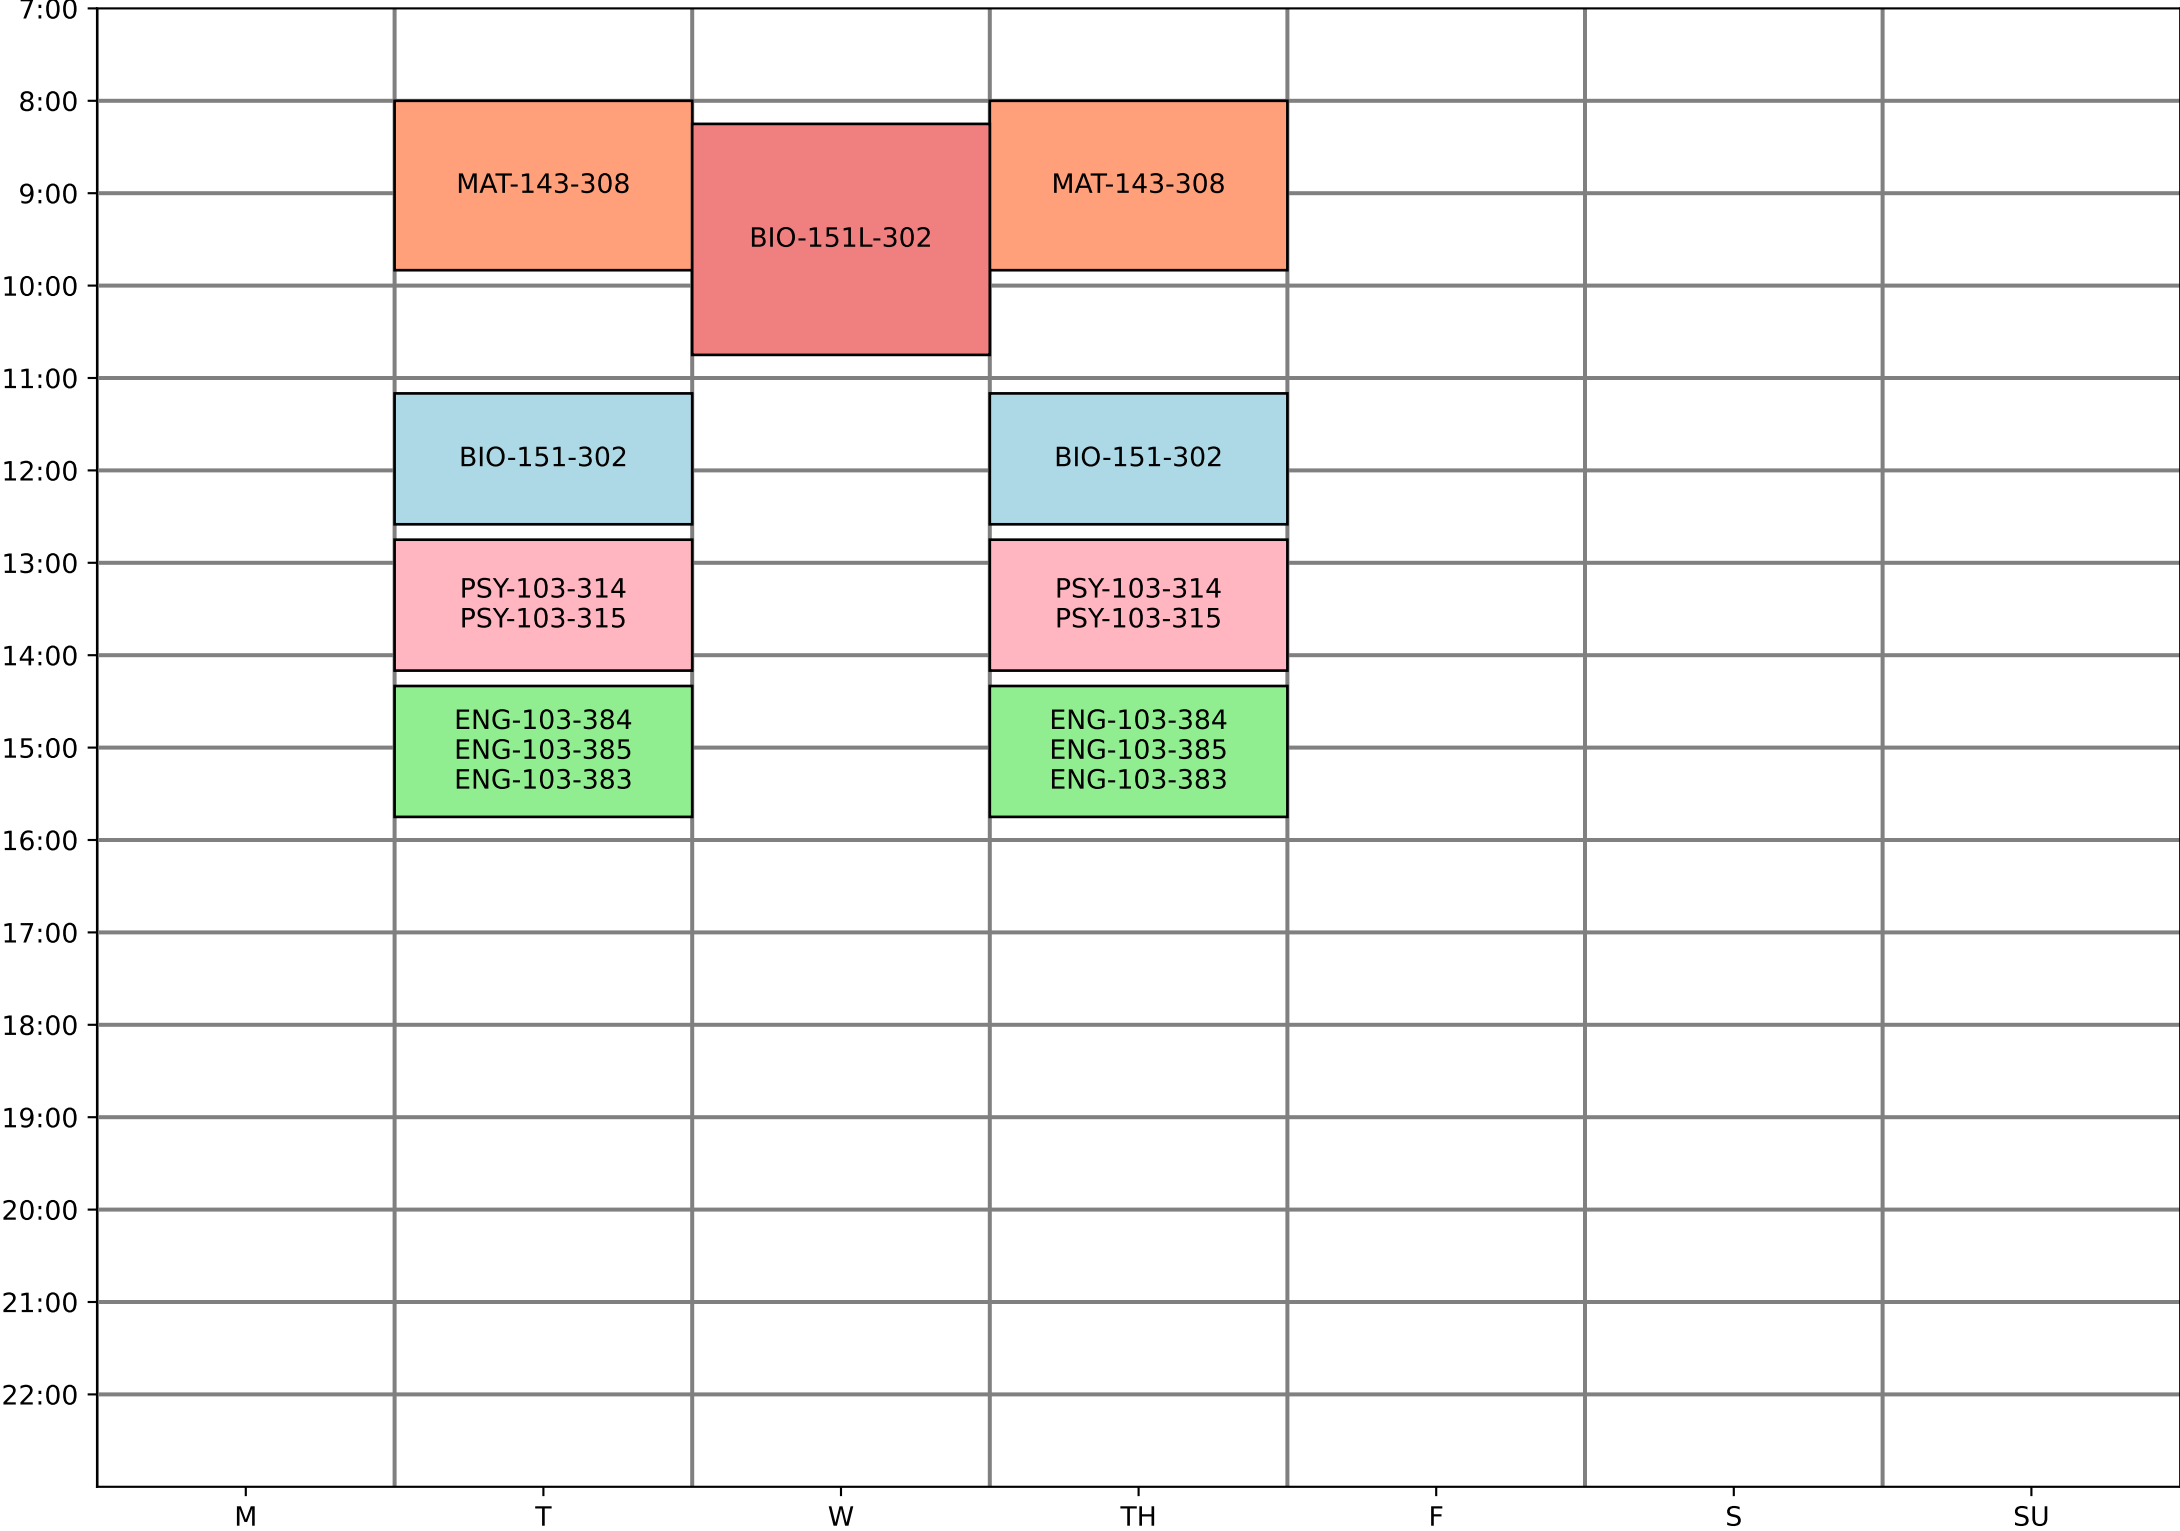 7:00
8:00
MAT-143-308
MAT-143-308
9:00
BIO-151L-302
10:00
11:00
BIO-151-302
BIO-151-302
12:00
13:00
PSY-103-314
PSY-103-315
PSY-103-314
PSY-103-315
14:00
ENG-103-384
ENG-103-385
ENG-103-383
ENG-103-384
ENG-103-385
ENG-103-383
15:00
16:00
17:00
18:00
19:00
20:00
21:00
22:00
M T W TH F S SU